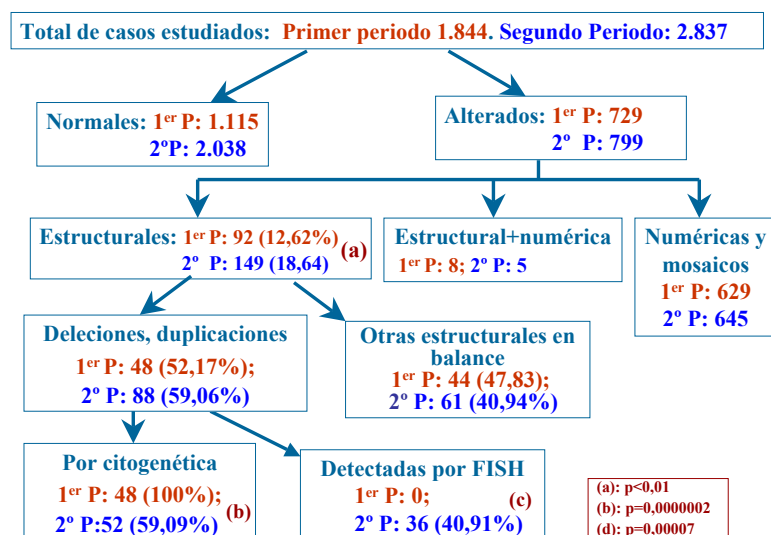 Total de casos estudiados: Primer periodo 1.844. Segundo Periodo: 2.837
Normales: 1er P: 1.115
2ºP: 2.038
Alterados: 1er P: 729
2º P: 799
Estructurales: 1er P: 92 (12,62%)
2º P: 149 (18,64)
(a)
Estructural+numérica
1er P: 8; 2º P: 5
Numéricas y
mosaicos
1er P: 629
2º P: 645
Deleciones, duplicaciones
1er P: 48 (52,17%);
2º P: 88 (59,06%)
Otras estructurales en
balance
1er P: 44 (47,83);
2º P: 61 (40,94%)
Por citogenética
1er P: 48 (100%);
2º P:52 (59,09%)
(b)
Detectadas por FISH
1er P: 0;
2º P: 36 (40,91%)
(c)
(a): p<0,01
(b): p=0,0000002
(d): p=0,00007